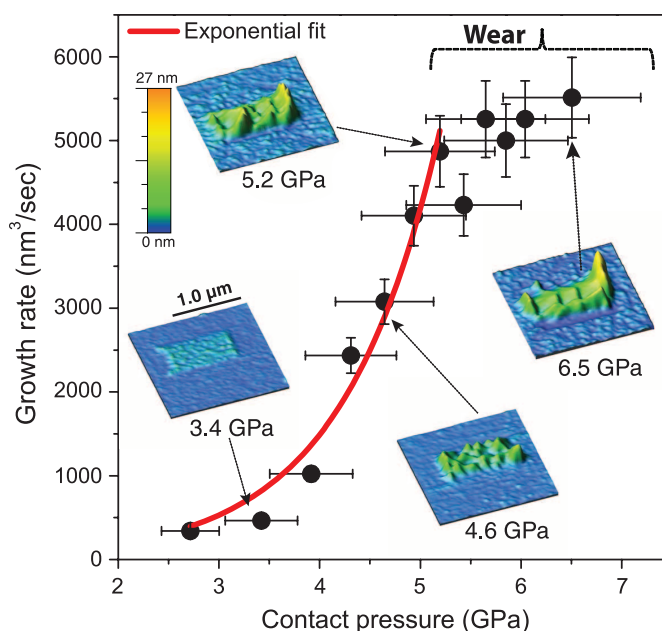 Exponential fit
Wear
27 nm
0 nm
5.2 GPa
1.0 µm
3.4 GPa
4.6 GPa
6.5 GPa
Growth rate (nm³/sec)
6000
5000
4000
3000
2000
1000
0
2 3 4 5 6 7
Contact pressure (GPa)